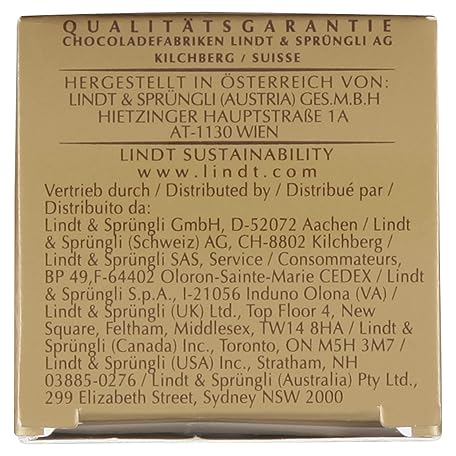 QUALITÄTSGARANTIE
CHOCOLADEFABRIKEN LINDT & SPRÜNGLI AG
KILCHBERG / SUISSE
HERGESTELLT IN ÖSTERREICH VON:
LINDT & SPRÜNGLI (AUSTRIA) GES.M.B.H
HIETZINGER HAUPTSTRAßE 1A
AT-1130 WIEN
LINDT SUSTAINABILITY
www.lindt.com
Vertrieb durch / Distributed by / Distribué par /
Distribuito da:
Lindt & Sprüngli GmbH, D-52072 Aachen / Lindt
& Sprüngli (Schweiz) AG, CH-8802 Kilchberg /
Lindt & Sprüngli SAS, Service / Consommateurs,
BP 49,F-64402 Oloron-Sainte-Marie CEDEX / Lindt
& Sprüngli S.p.A., I-21056 Induno Olona (VA) /
Lindt & Sprüngli (UK) Ltd., Top Floor 4, New
Square, Feltham, Middlesex, TW14 8HA / Lindt &
Sprüngli (Canada) Inc., Toronto, ON M5H 3M7 /
Lindt & Sprüngli (USA) Inc., Stratham, NH
03885-0276 / Lindt & Sprüngli (Australia) Pty Ltd.,
299 Elizabeth Street, Sydney NSW 2000